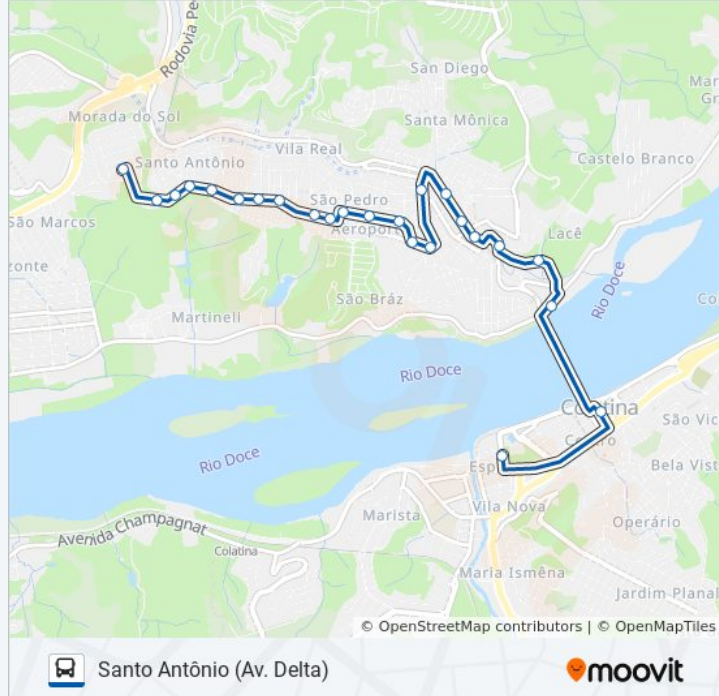 Rodovia Pe
San Diego
Mar
Gr
Morada do Sol
Santa Mônica
Vila Real
Castelo Branco
Santo Antônio
São Pedro
São Marcos
Aeroporto
Lacê
zonte
São Bráz
Rio Doce
Co
Martineli
Rio Doce
Colatina
São Vic
Centro
Rio Doce
Esp
Bela Vist
Vila Nova
Marista
Operário
Avenida Champagnat
Colatina
Maria Ismêna
Jardim Planal
© OpenStreetMap contributors | © OpenMapTiles
Santo Antônio (Av. Delta)
moovit